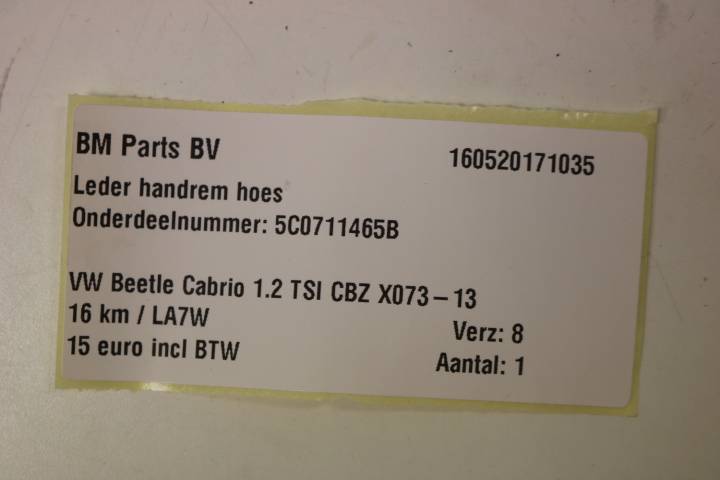 BM Parts BV 160520171035
Leder handrem hoes
Onderdeelnummer: 5C0711465B
VW Beetle Cabrio 1.2 TSI CBZ X073-13
16 km / LA7W Verz: 8
15 euro incl BTW Aantal: 1